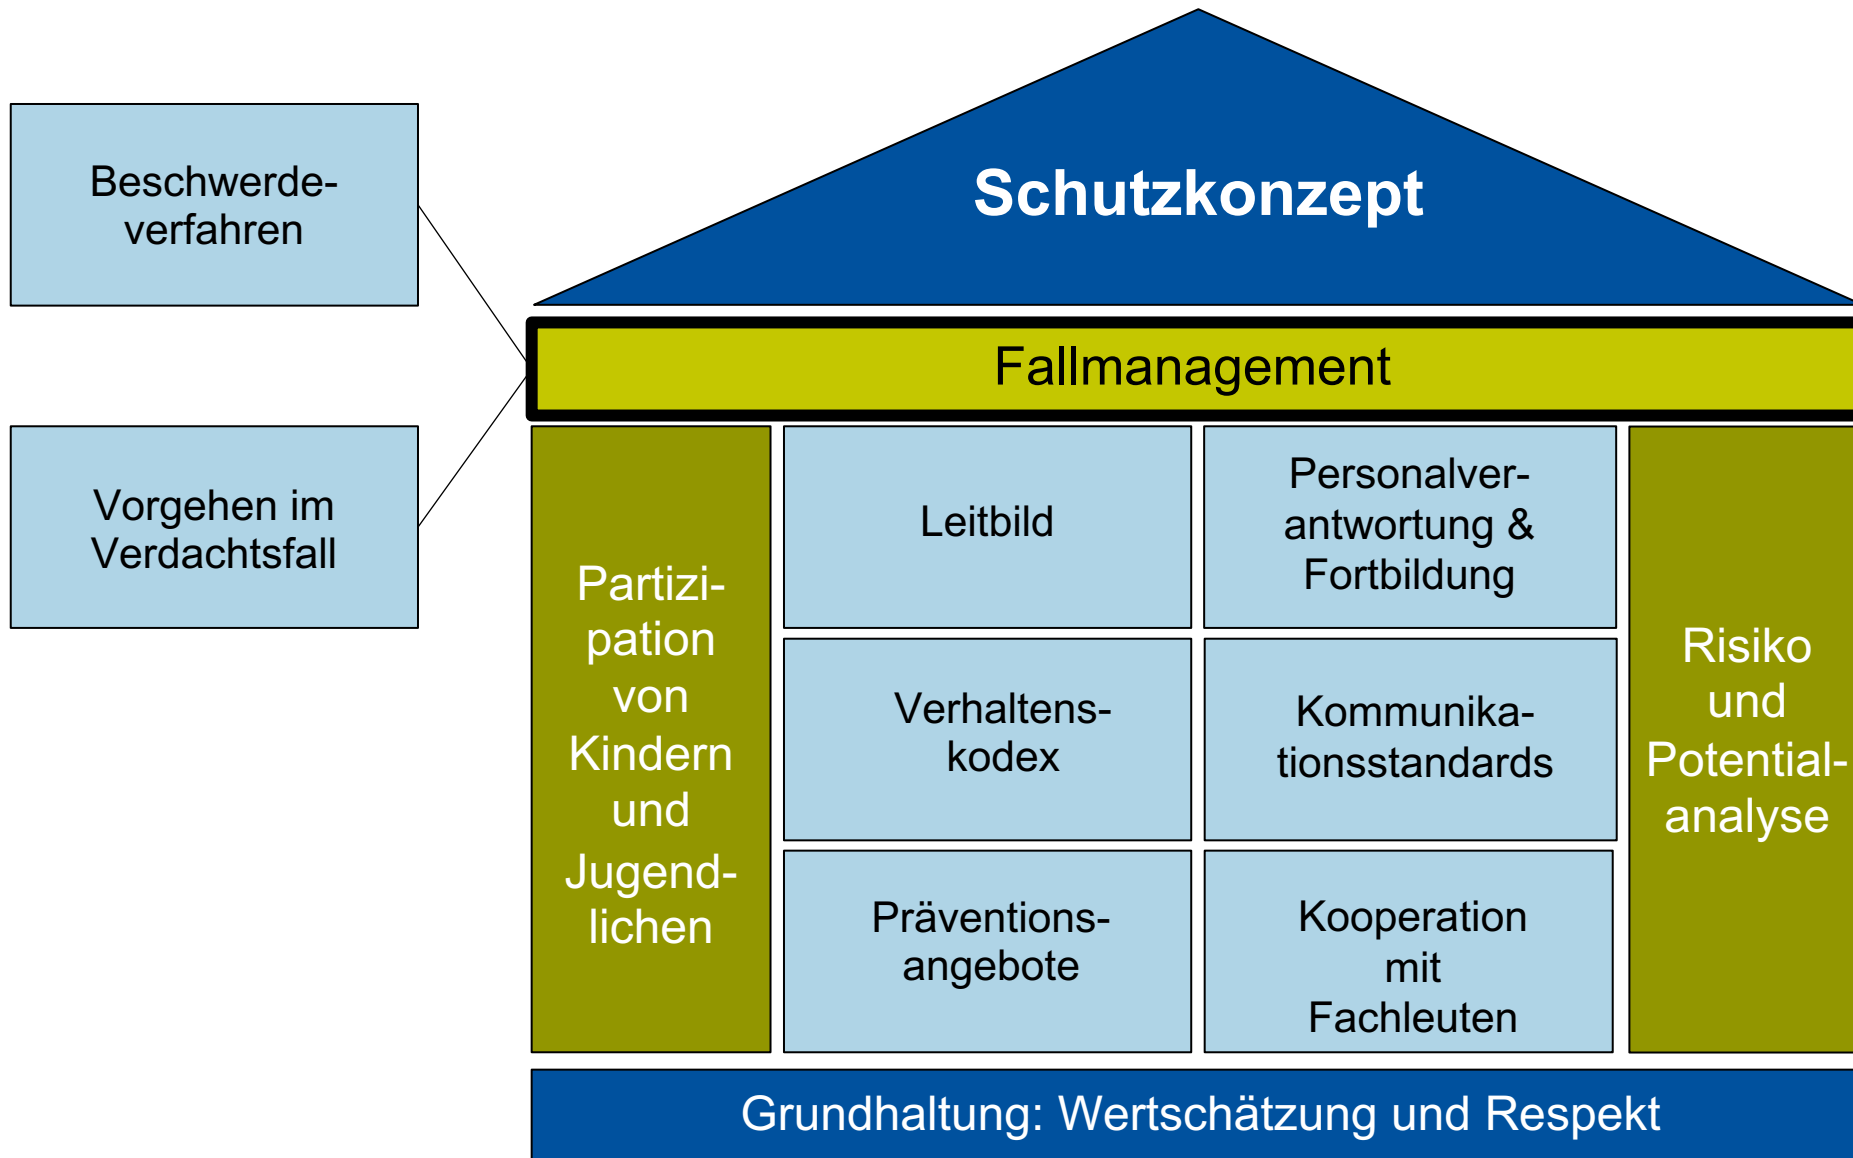 Schutzkonzept
Beschwerde-
verfahren
Vorgehen im
Verdachtsfall
Fallmanagement
Partizi-
pation
von
Kindern
und
Jugend-
lichen
Leitbild
Personalver-
antwortung &
Fortbildung
Verhaltens-
kodex
Kommunika-
tionsstandards
Präventions-
angebote
Kooperation
mit
Fachleuten
Risiko
und
Potential-
analyse
Grundhaltung: Wertschätzung und Respekt